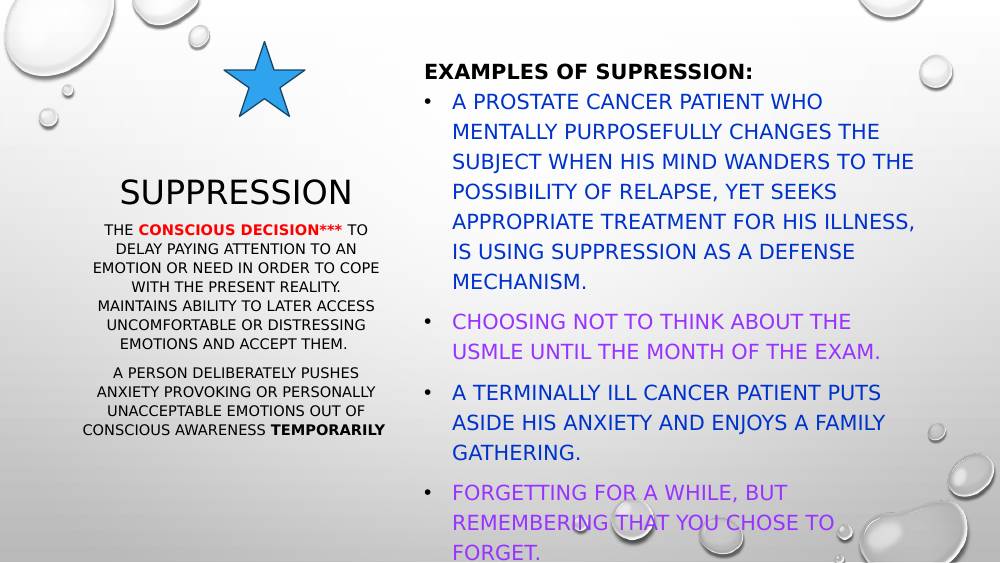 SUPPRESSION
THE CONSCIOUS DECISION*** TO
DELAY PAYING ATTENTION TO AN
EMOTION OR NEED IN ORDER TO COPE
WITH THE PRESENT REALITY.
MAINTAINS ABILITY TO LATER ACCESS
UNCOMFORTABLE OR DISTRESSING
EMOTIONS AND ACCEPT THEM.
A PERSON DELIBERATELY PUSHES
ANXIETY PROVOKING OR PERSONALLY
UNACCEPTABLE EMOTIONS OUT OF
CONSCIOUS AWARENESS TEMPORARILY
EXAMPLES OF SUPRESSION:
• A PROSTATE CANCER PATIENT WHO
MENTALLY PURPOSEFULLY CHANGES THE
SUBJECT WHEN HIS MIND WANDERS TO THE
POSSIBILITY OF RELAPSE, YET SEEKS
APPROPRIATE TREATMENT FOR HIS ILLNESS,
IS USING SUPPRESSION AS A DEFENSE
MECHANISM.
• CHOOSING NOT TO THINK ABOUT THE
USMLE UNTIL THE MONTH OF THE EXAM.
• A TERMINALLY ILL CANCER PATIENT PUTS
ASIDE HIS ANXIETY AND ENJOYS A FAMILY
GATHERING.
• FORGETTING FOR A WHILE, BUT
REMEMBERING THAT YOU CHOSE TO
FORGET.